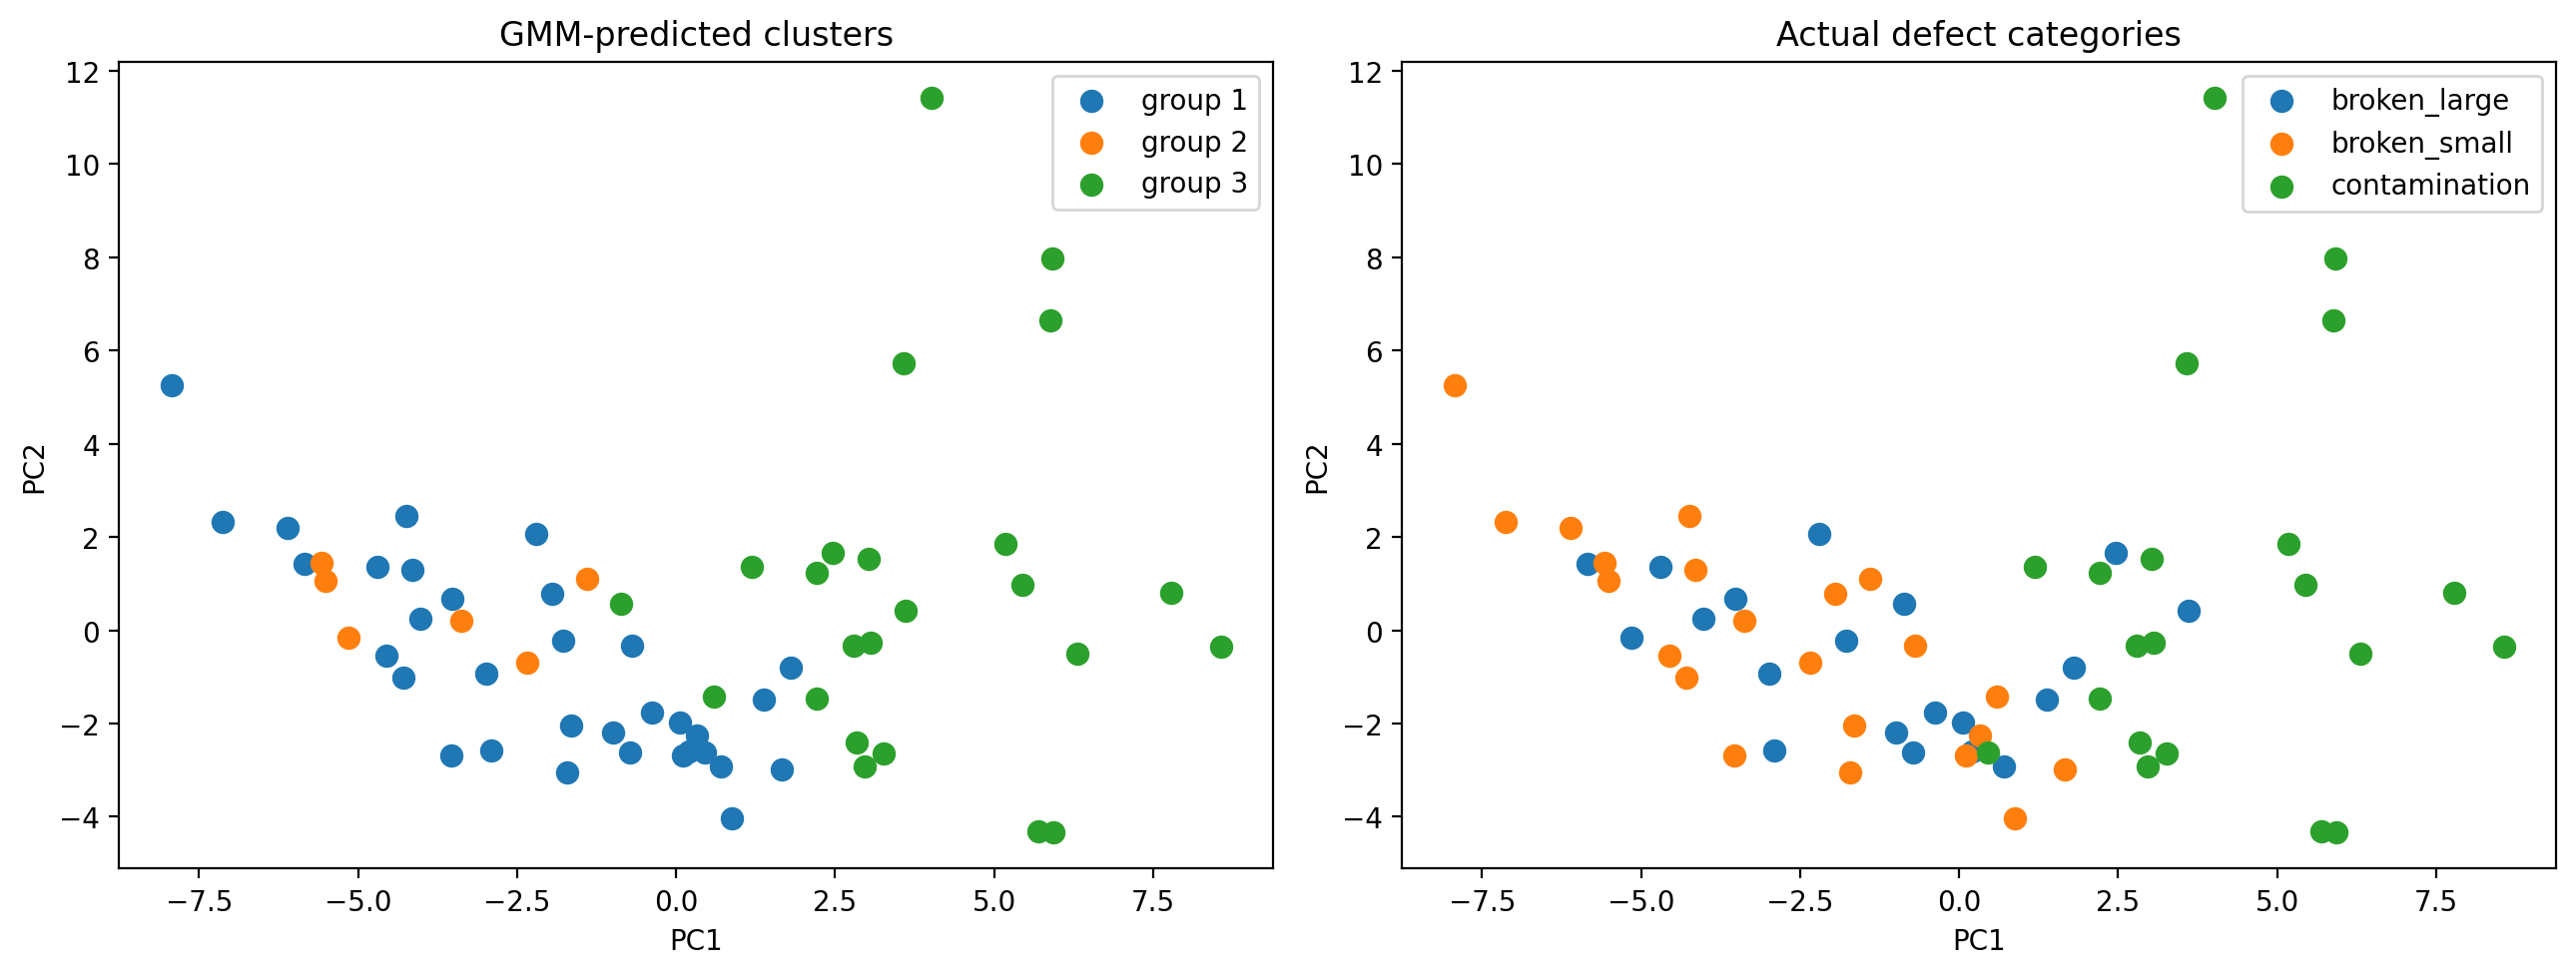 GMM-predicted clusters
12
10
8
6
4
2
0
−2
−4
PC2
−7.5 −5.0 −2.5 0.0 2.5 5.0 7.5
PC1
group 1
group 2
group 3
Actual defect categories
12
10
8
6
4
2
0
−2
−4
PC2
−7.5 −5.0 −2.5 0.0 2.5 5.0 7.5
PC1
broken_large
broken_small
contamination